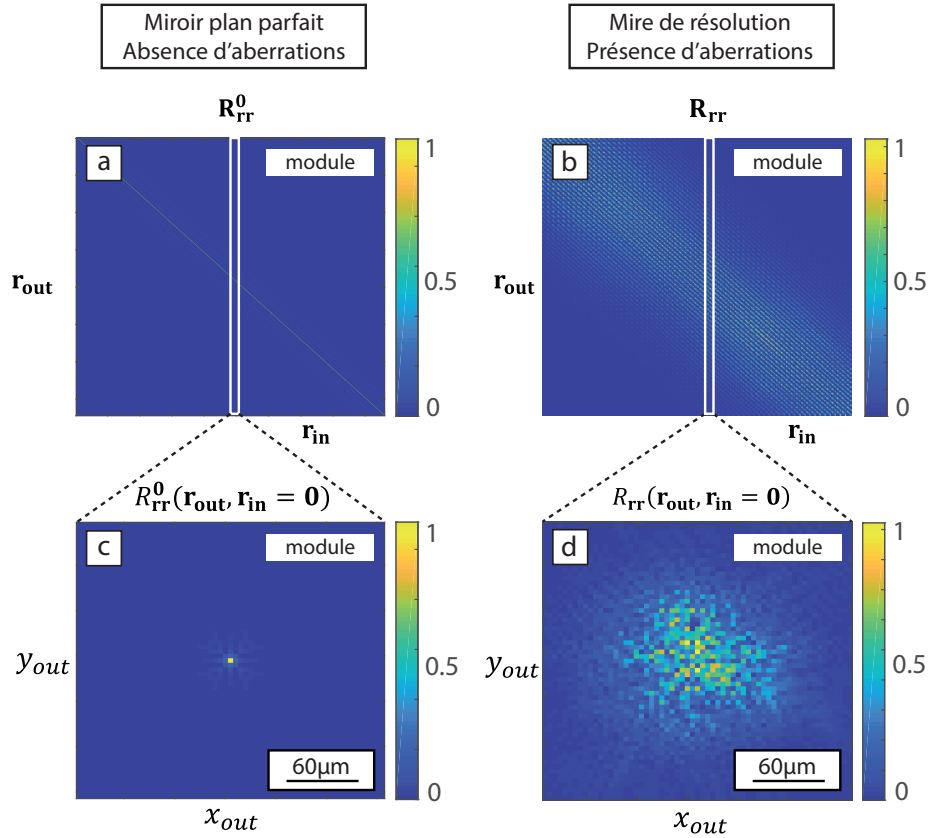 Miroir plan parfait
Absence d'aberrations
Mire de résolution
Présence d'aberrations
R⁰rr
Rrr
a
module
1
0.5
0
b
module
1
0.5
0
rout
rin
rout
rin
R⁰rr(rout, rin = 0)
Rrr(rout, rin = 0)
c
module
1
0.5
0
d
module
1
0.5
0
yout
60µm
xout
yout
60µm
xout